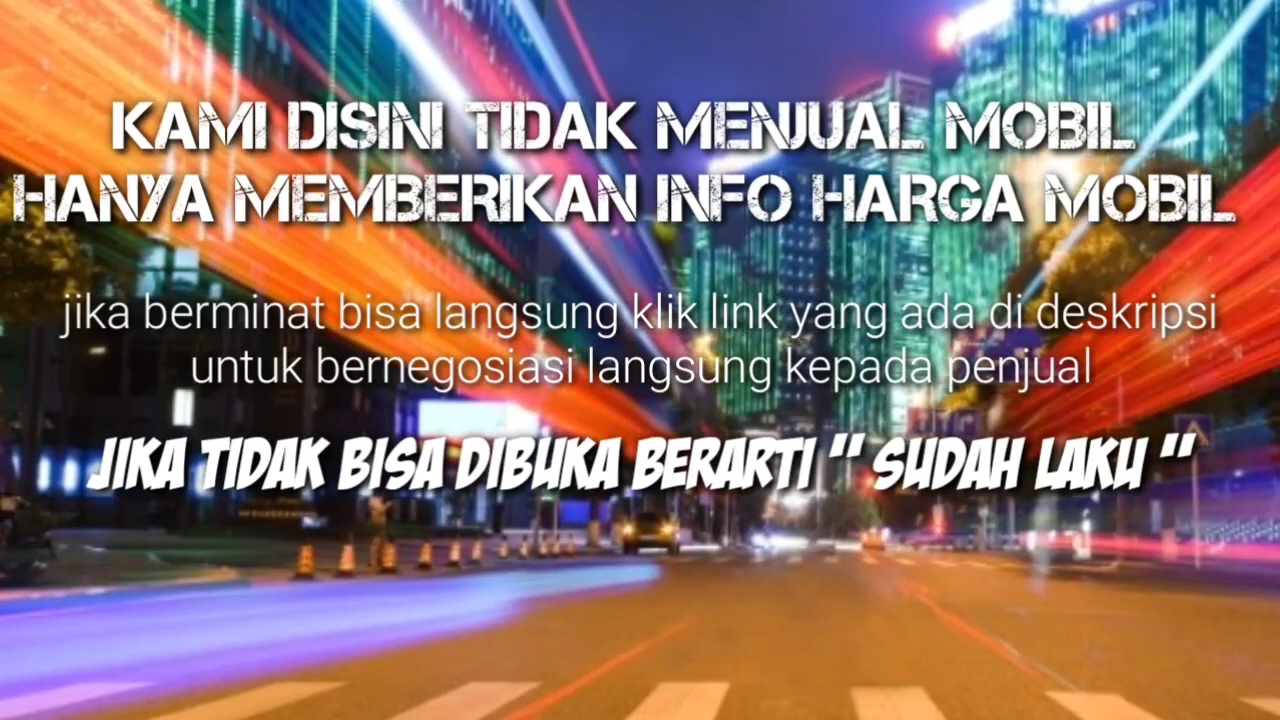 KAMI DISINI TIDAK MENJUAL MOBIL
HANYA MEMBERIKAN INFO HARGA MOBIL
jika berminat bisa langsung klik link yang ada di deskripsi
untuk bernegosiasi langsung kepada penjual
JIKA TIDAK BISA DIBUKA BERARTI " SUDAH LAKU "